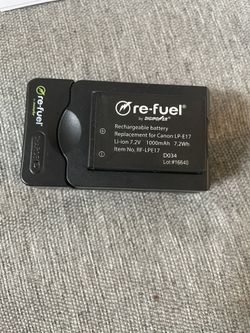 re-fuel
re-fuel®
by DIGIPOWER®
Rechargeable battery
Replacement for Canon LP-E17
Li-ion 7.2V 1000mAh 7.2Wh
Item No. RF-LPE17
D034
Lot:#16640